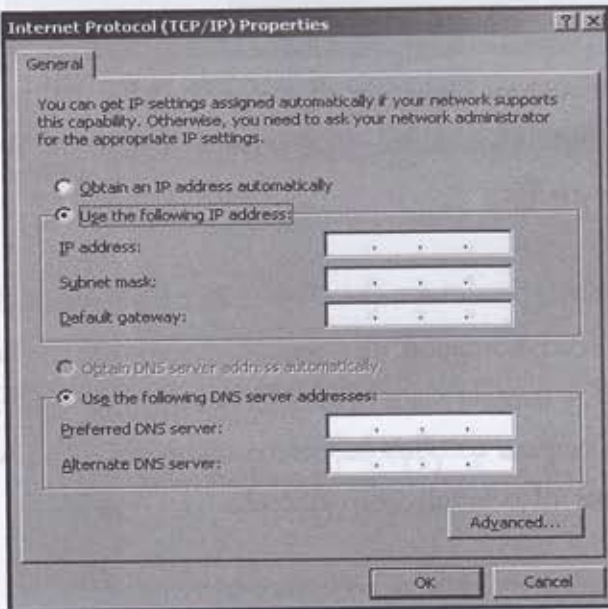 Internet Protocol (TCP/IP) Properties
General
You can get IP settings assigned automatically if your network supports
this capability. Otherwise, you need to ask your network administrator
for the appropriate IP settings.
Obtain an IP address automatically
Use the following IP address:
IP address:
Subnet mask:
Default gateway:
Obtain DNS server address automatically
Use the following DNS server addresses:
Preferred DNS server:
Alternate DNS server:
Advanced...
OK
Cancel